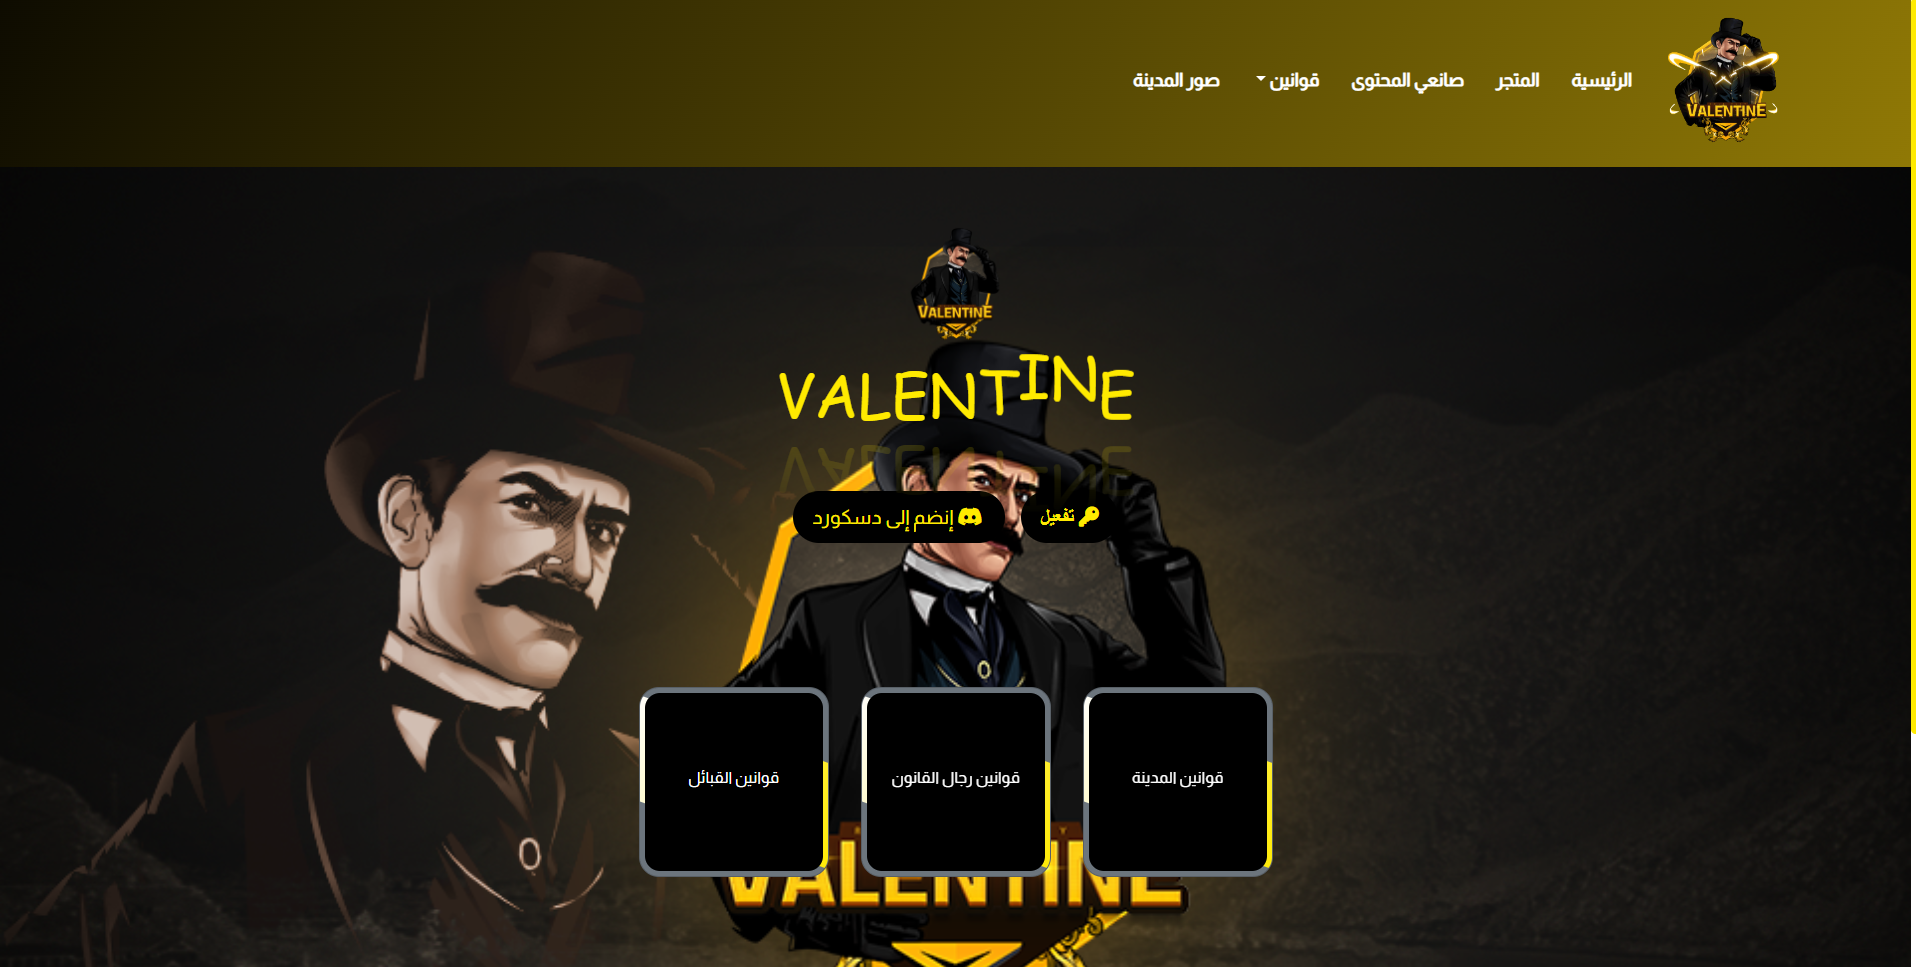 الرئيسية
المتجر
صانعي المحتوى
قوانين
صور المدينة
VALENTINE
VALENTINE
VALENTINE
تفعيل
إنضم إلى دسكورد
قوانين المدينة
قوانين رجال القانون
قوانين القبائل
VALENTINE